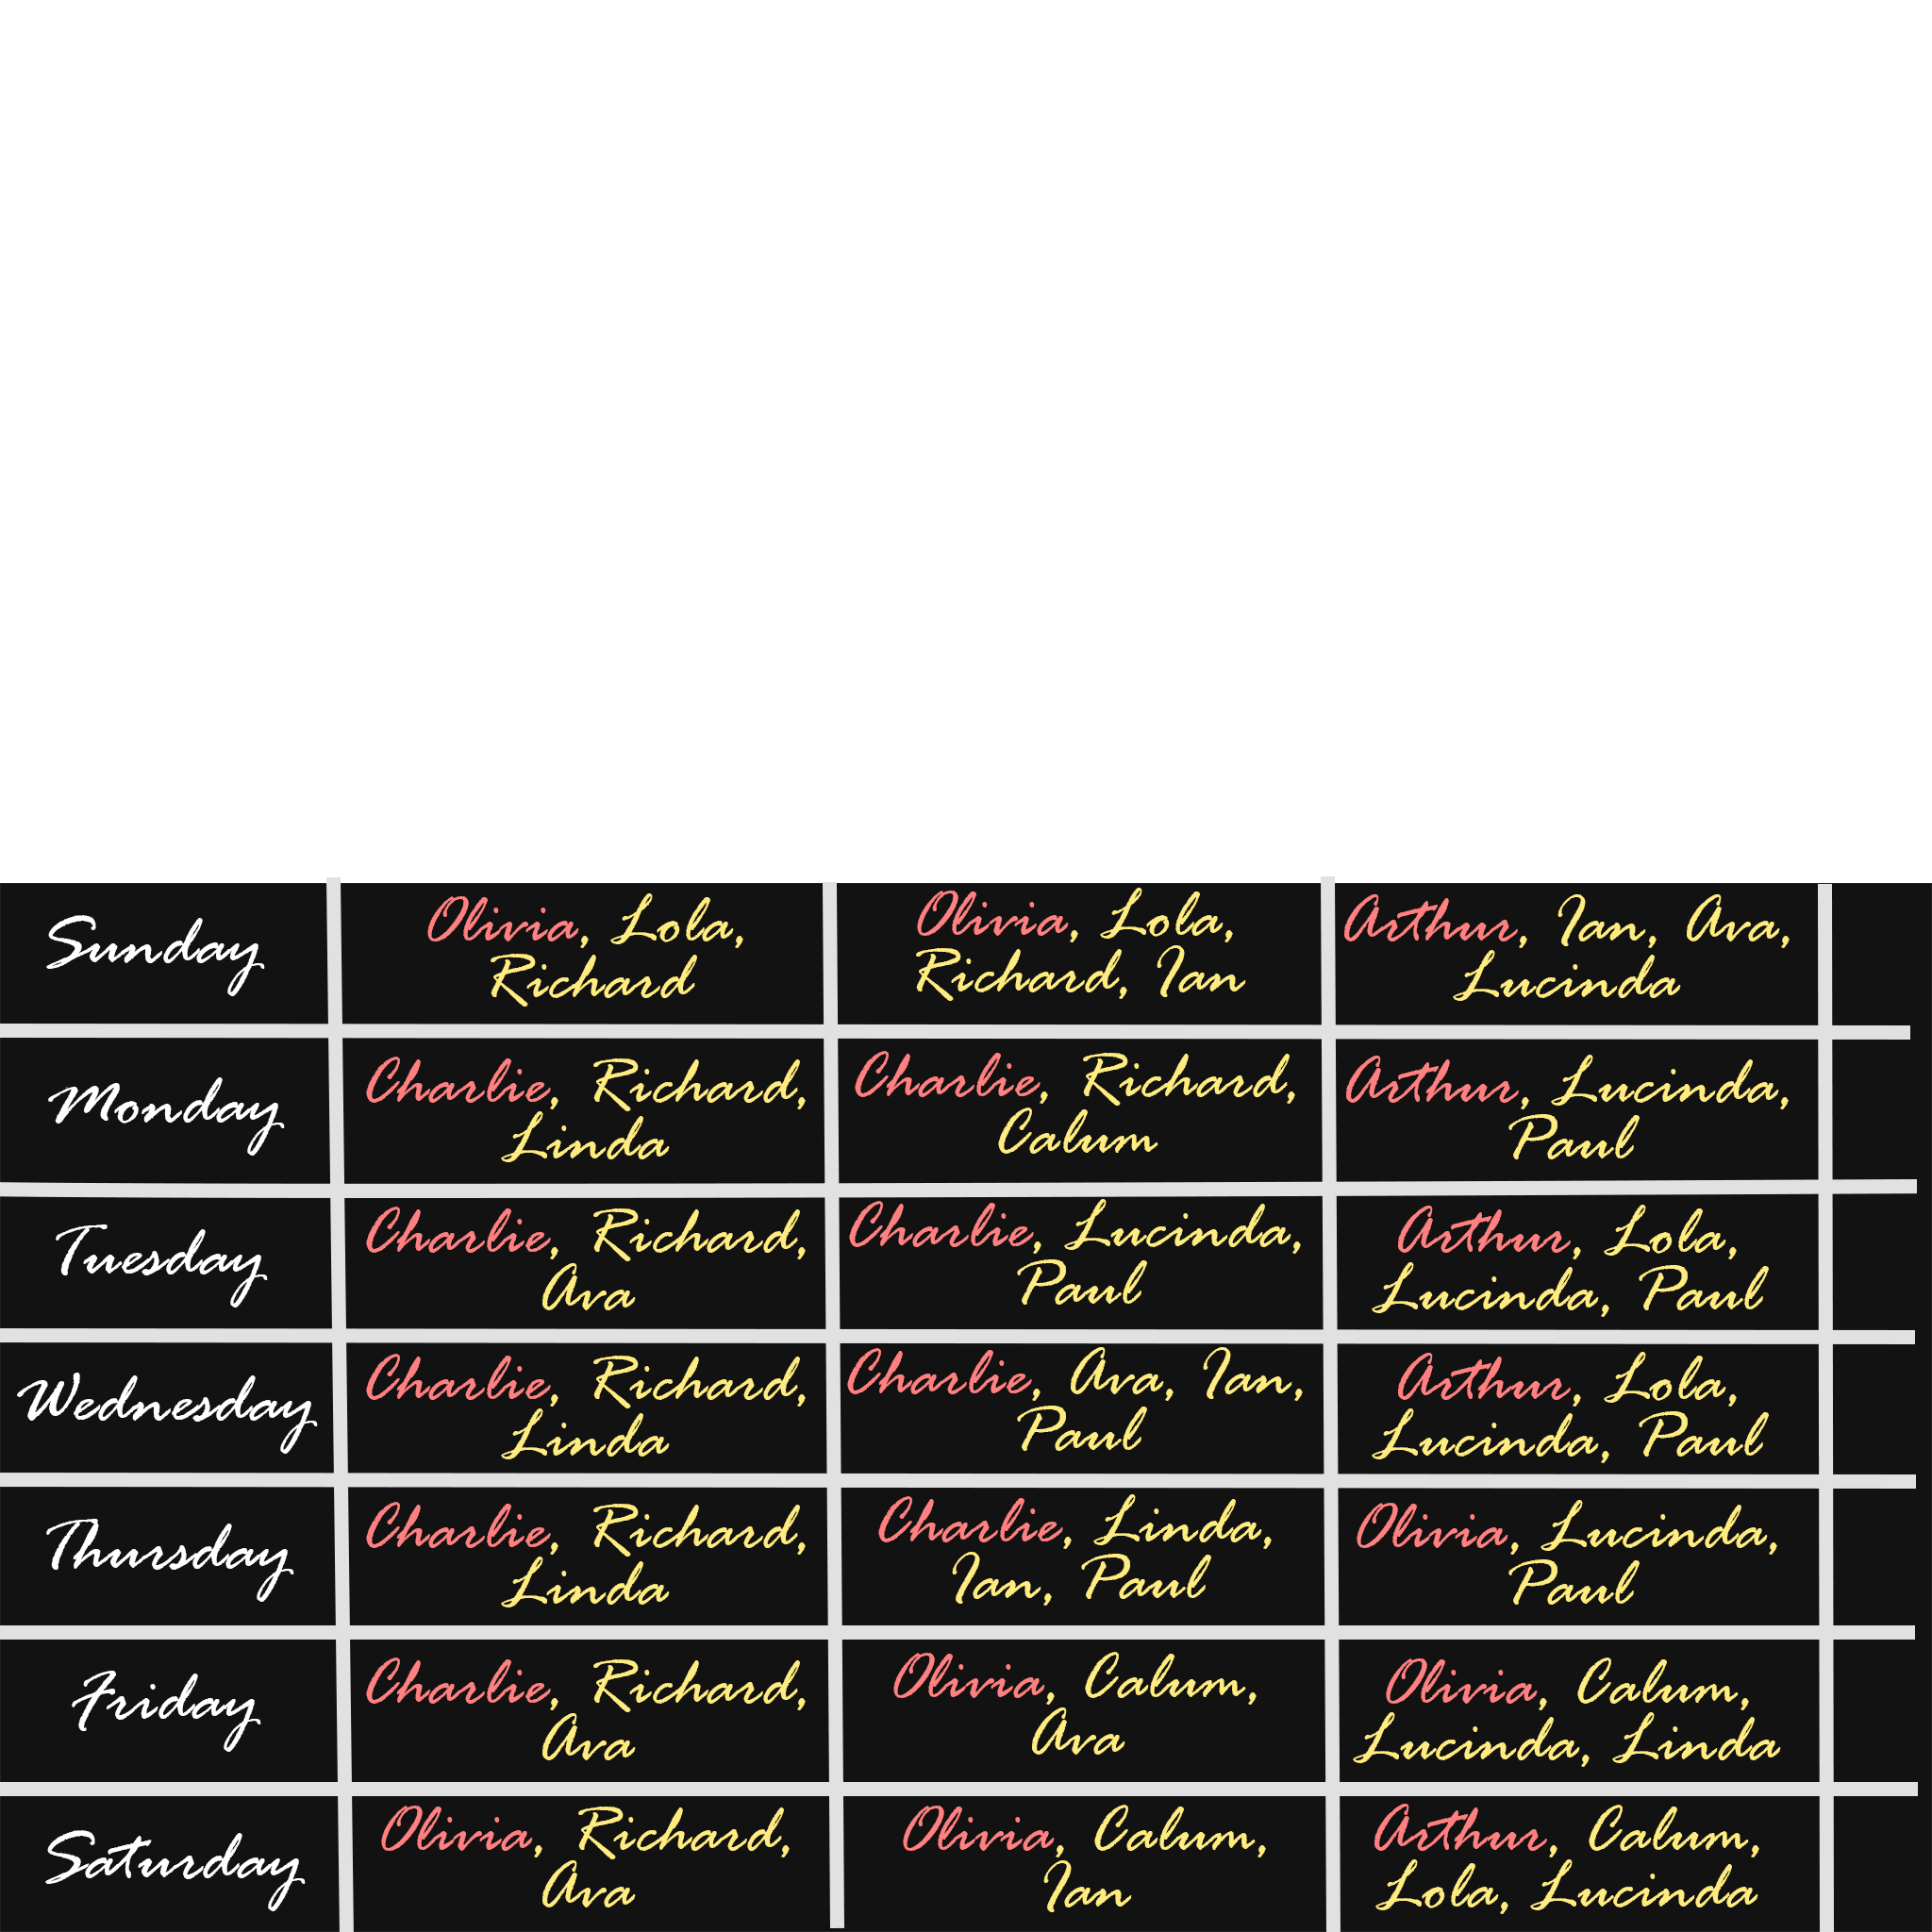 Sunday
Olivia, Lola,
Richard
Olivia, Lola,
Richard, Ian
Arthur, Ian, Ava,
Lucinda
Monday
Charlie, Richard,
Linda
Charlie, Richard,
Calum
Arthur, Lucinda,
Paul
Tuesday
Charlie, Richard,
Ava
Charlie, Lucinda,
Paul
Arthur, Lola,
Lucinda, Paul
Wednesday
Charlie, Richard,
Linda
Charlie, Ava, Ian,
Paul
Arthur, Lola,
Lucinda, Paul
Thursday
Charlie, Richard,
Linda
Charlie, Linda,
Ian, Paul
Olivia, Lucinda,
Paul
Friday
Charlie, Richard,
Ava
Olivia, Calum,
Ava
Olivia, Calum,
Lucinda, Linda
Saturday
Olivia, Richard,
Ava
Olivia, Calum,
Ian
Arthur, Calum,
Lola, Lucinda